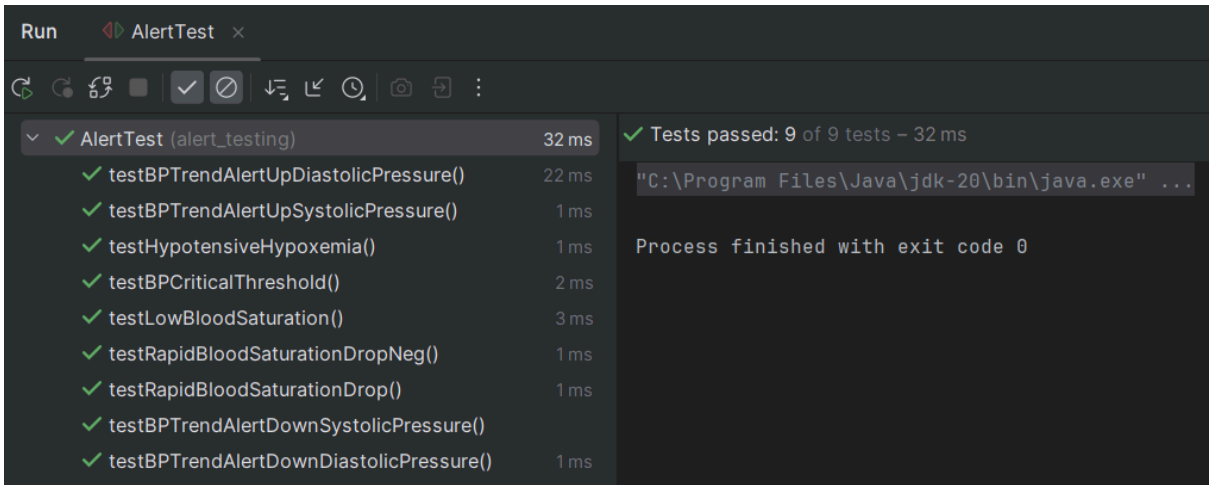 Run AlertTest ×
AlertTest (alert_testing) 32 ms
testBPTrendAlertUpDiastolicPressure() 22 ms
testBPTrendAlertUpSystolicPressure() 1 ms
testHypotensiveHypoxemia() 1 ms
testBPCriticalThreshold() 2 ms
testLowBloodSaturation() 3 ms
testRapidBloodSaturationDropNeg() 1 ms
testRapidBloodSaturationDrop() 1 ms
testBPTrendAlertDownSystolicPressure()
testBPTrendAlertDownDiastolicPressure() 1 ms
Tests passed: 9 of 9 tests – 32 ms
"C:\Program Files\Java\jdk-20\bin\java.exe" ...
Process finished with exit code 0